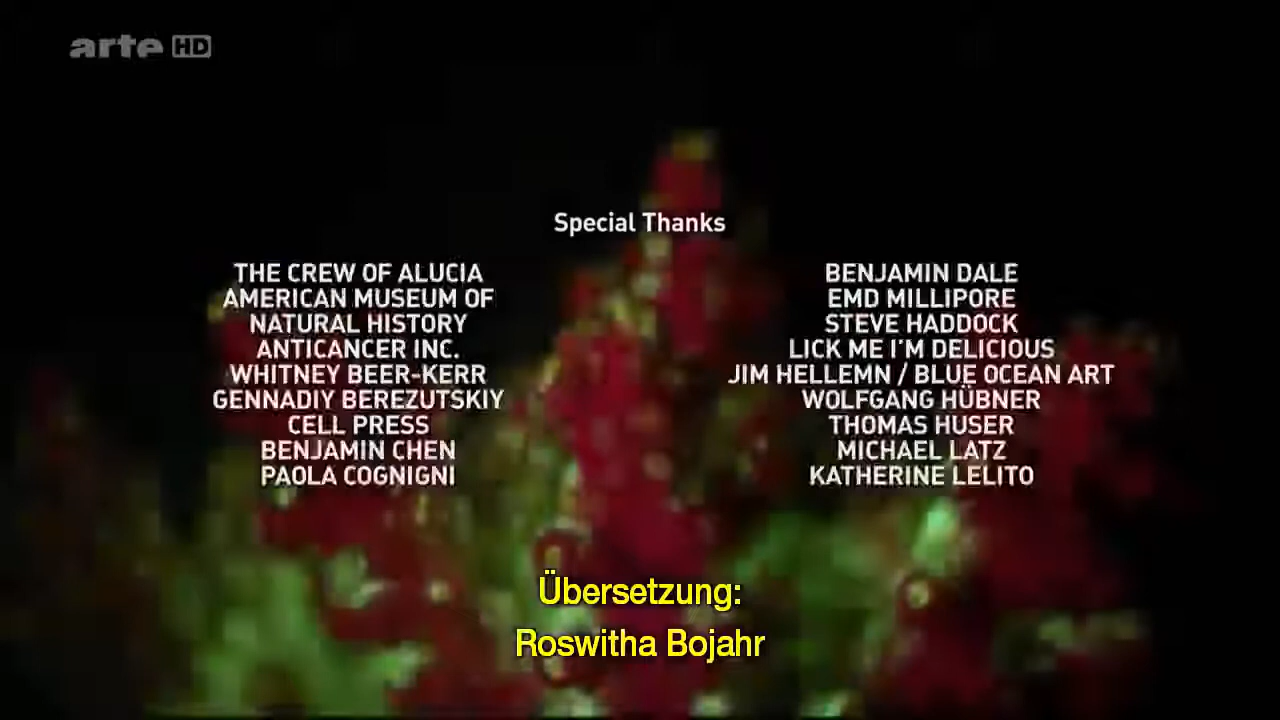 arte HD
Special Thanks
THE CREW OF ALUCIA
AMERICAN MUSEUM OF
NATURAL HISTORY
ANTICANCER INC.
WHITNEY BEER-KERR
GENNADIY BEREZUTSKIY
CELL PRESS
BENJAMIN CHEN
PAOLA COGNIGNI
BENJAMIN DALE
EMD MILLIPORE
STEVE HADDOCK
LICK ME I'M DELICIOUS
JIM HELLEMN / BLUE OCEAN ART
WOLFGANG HÜBNER
THOMAS HUSER
MICHAEL LATZ
KATHERINE LELITO
Übersetzung:
Roswitha Bojahr